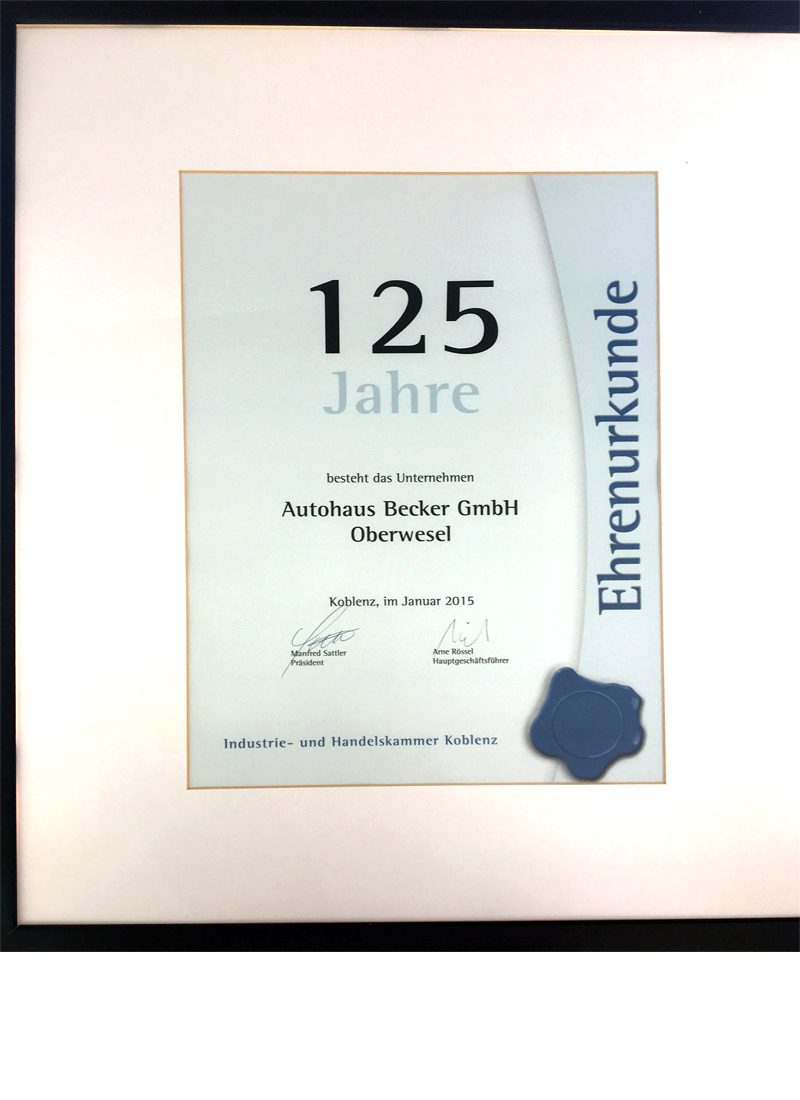 125
Jahre
besteht das Unternehmen
Autohaus Becker GmbH
Oberwesel
Koblenz, im Januar 2015
Manfred Sattler
Präsident
Arne Rössel
Hauptgeschäftsführer
Industrie- und Handelskammer Koblenz
Ehrenurkunde